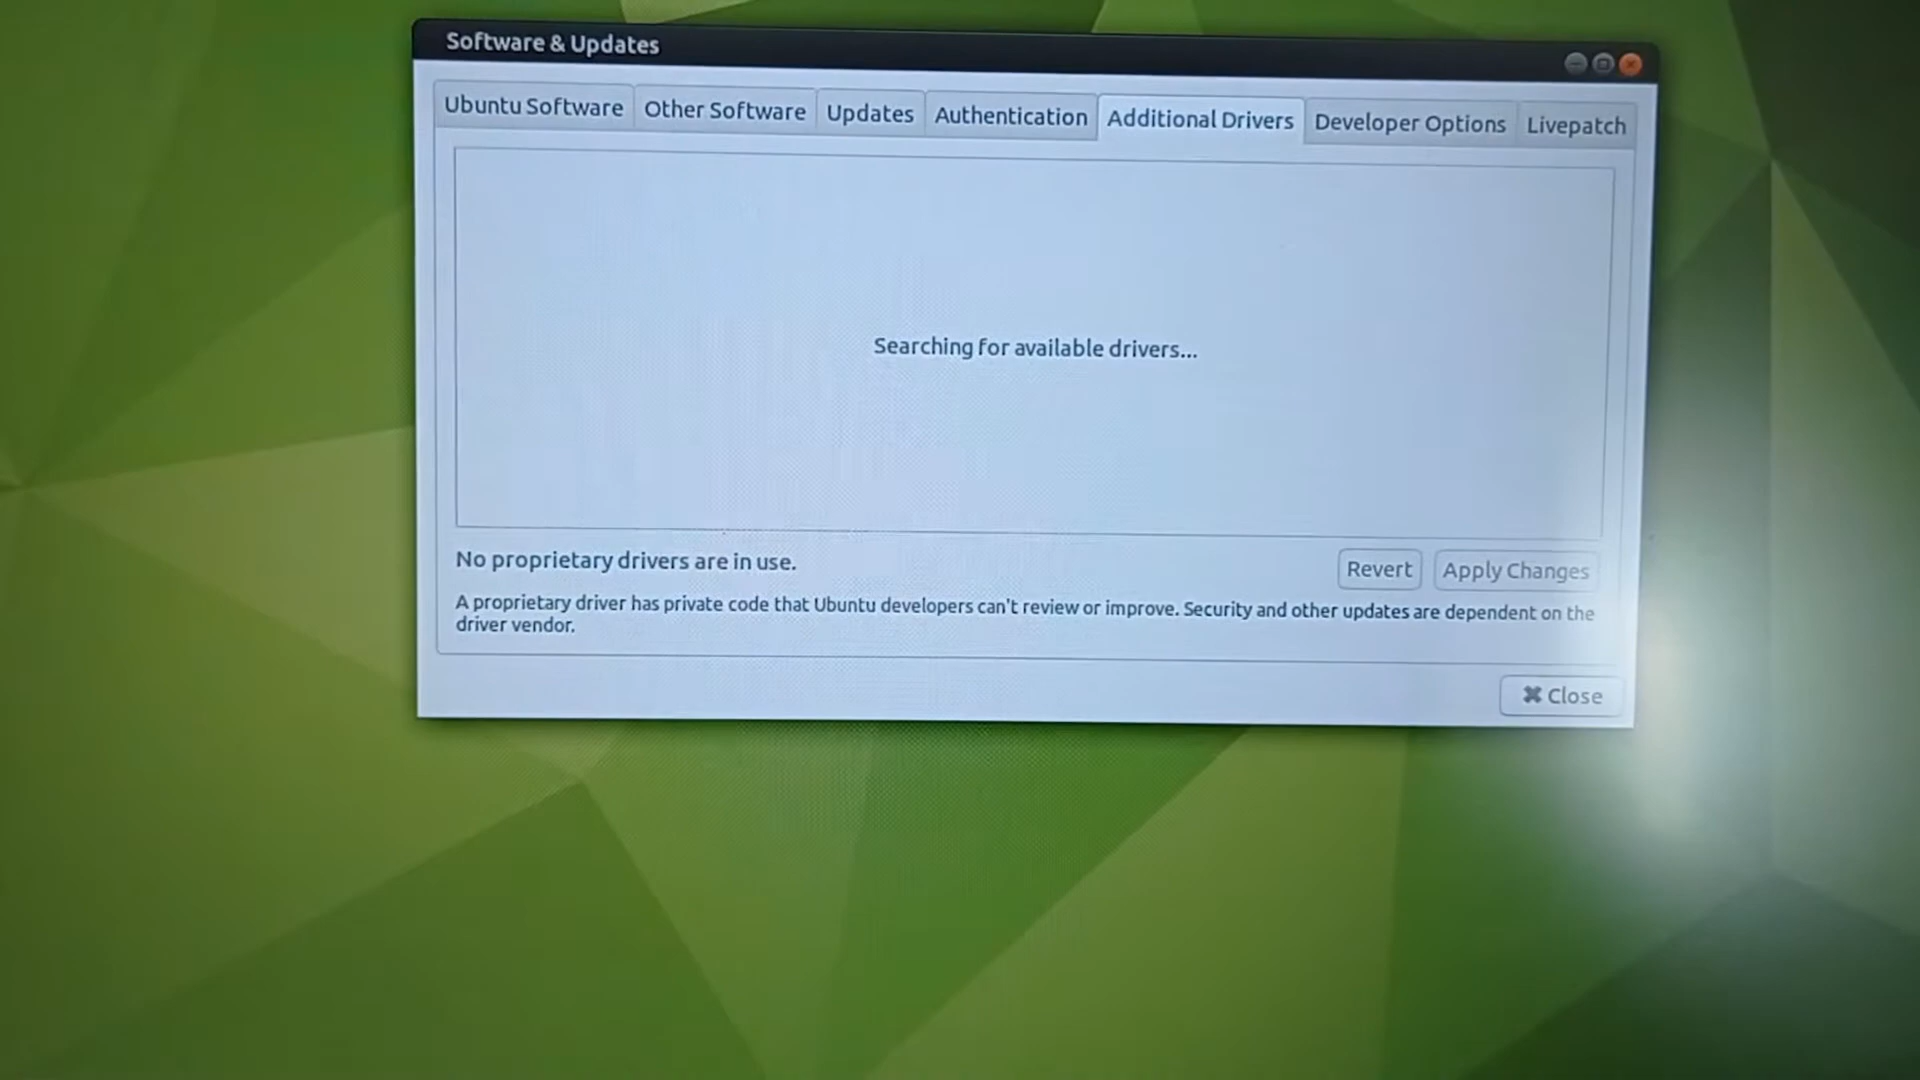 Software & Updates
Ubuntu Software
Other Software
Updates
Authentication
Additional Drivers
Developer Options
Livepatch
Searching for available drivers...
No proprietary drivers are in use.
Revert
Apply Changes
A proprietary driver has private code that Ubuntu developers can't review or improve. Security and other updates are dependent on the
driver vendor.
Close